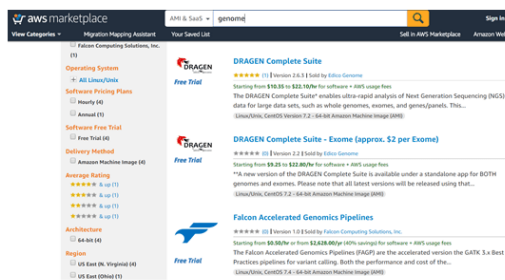 aws marketplace
AMI & SaaS
genome
Sign in
View Categories
Migration Mapping Assistant
Your Saved List
Sell in AWS Marketplace
Amazon Web
Falcon Computing Solutions, Inc.
(1)
Operating System
+ All Linux/Unix
Software Pricing Plans
Hourly (4)
Annual (1)
Software Free Trial
Free Trial (4)
Delivery Method
Amazon Machine Image (4)
Average Rating
& up (1)
& up (1)
& up (1)
& up (1)
Architecture
64-bit (4)
Region
US East (N. Virginia) (4)
US East (Ohio) (1)
DRAGEN
Free Trial
DRAGEN Complete Suite
(1) | Version 2.6.5 | Sold by Edico Genome
Starting from $10.35 to $22.10/hr for software + AWS usage fees
The DRAGEN Complete Suite* enables ultra-rapid analysis of Next Generation Sequencing (NGS)
data for large data sets, such as whole genomes, exomes, and genes/panels. This...
Linux/Unix, CentOS Version 7.2 - 64-bit Amazon Machine Image (AMI)
DRAGEN
Free Trial
DRAGEN Complete Suite - Exome (approx. $2 per Exome)
(0) | Version 2.2 | Sold by Edico Genome
Starting from $9.25 to $22.80/hr for software + AWS usage fees
**A new version of the DRAGEN Complete Suite is available under a standalone app for BOTH
genomes and exomes. Please note that all latest versions will be released using that...
Linux/Unix, CentOS 7.2 - 64-bit Amazon Machine Image (AMI)
Free Trial
Falcon Accelerated Genomics Pipelines
(0) | Version 1.0 | Sold by Falcon Computing Solutions, Inc.
Starting from $0.50/hr or from $2,628.00/yr (40% savings) for software + AWS usage fees
The Falcon Accelerated Genomics Pipelines (FAGP) are the accelerated version the GATK 3.x Best
Practices pipelines for variant calling. Both the performance and cost of the...
Linux/Unix, CentOS 7.4 - 64-bit Amazon Machine Image (AMI)